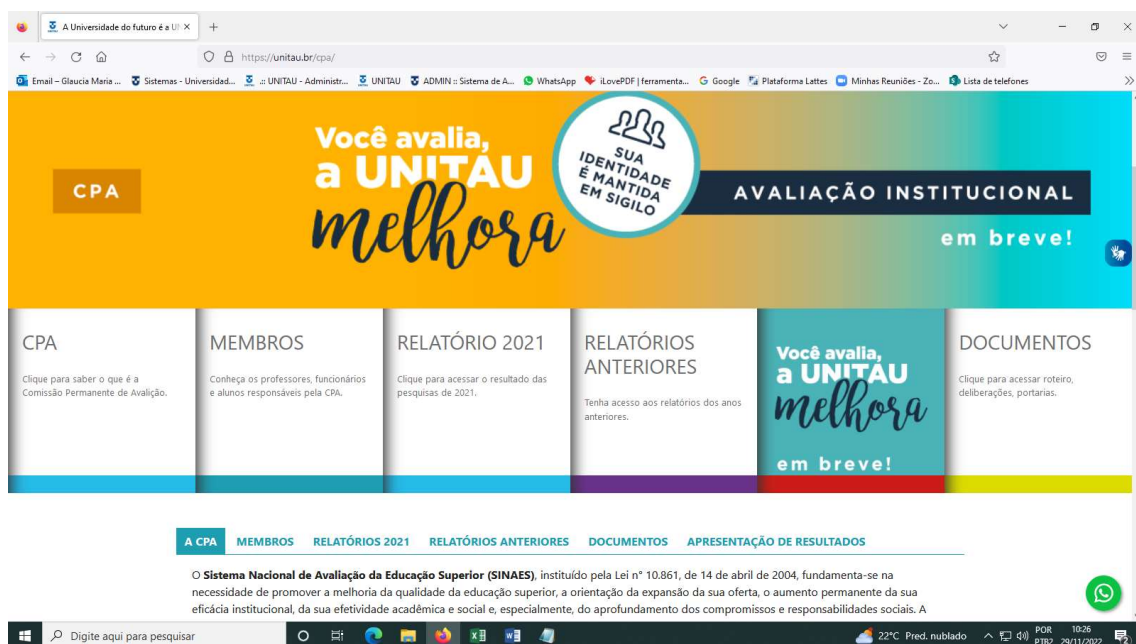 A Universidade do futuro é a UN
https://unitau.br/cpa/
Email – Glaucia Maria ...
Sistemas - Universidad...
.:: UNITAU - Administr...
UNITAU
ADMIN :: Sistema de A...
WhatsApp
iLovePDF | ferramenta...
Google
Plataforma Lattes
Minhas Reuniões - Zo...
Lista de telefones
CPA
Você avalia,
a UNITAU
melhora
SUA
IDENTIDADE
É MANTIDA
EM SIGILO
AVALIAÇÃO INSTITUCIONAL
em breve!
CPA
Clique para saber o que é a
Comissão Permanente de Avalição.
MEMBROS
Conheça os professores, funcionários
e alunos responsáveis pela CPA.
RELATÓRIO 2021
Clique para acessar o resultado das
pesquisas de 2021.
RELATÓRIOS
ANTERIORES
Tenha acesso aos relatórios dos anos
anteriores.
Você avalia,
a UNITAU
melhora
em breve!
DOCUMENTOS
Clique para acessar roteiro,
deliberações, portarias.
A CPA MEMBROS RELATÓRIOS 2021 RELATÓRIOS ANTERIORES DOCUMENTOS APRESENTAÇÃO DE RESULTADOS
O Sistema Nacional de Avaliação da Educação Superior (SINAES), instituído pela Lei n° 10.861, de 14 de abril de 2004, fundamenta-se na
necessidade de promover a melhoria da qualidade da educação superior, a orientação da expansão da sua oferta, o aumento permanente da sua
eficácia institucional, da sua efetividade acadêmica e social e, especialmente, do aprofundamento dos compromissos e responsabilidades sociais. A
Digite aqui para pesquisar
22°C Pred. nublado
POR
PTB2
10:26
29/11/2022
2